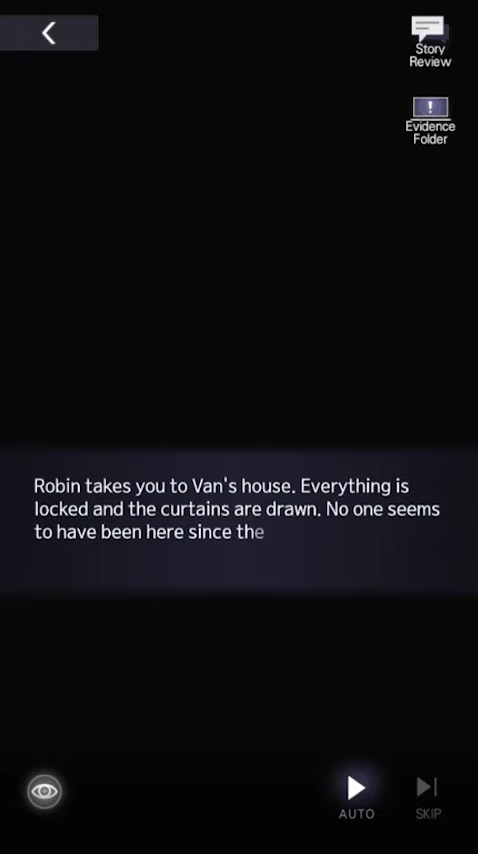 Story
Review
Evidence
Folder
Robin takes you to Van's house. Everything is
locked and the curtains are drawn. No one seems
to have been here since the
AUTO
SKIP